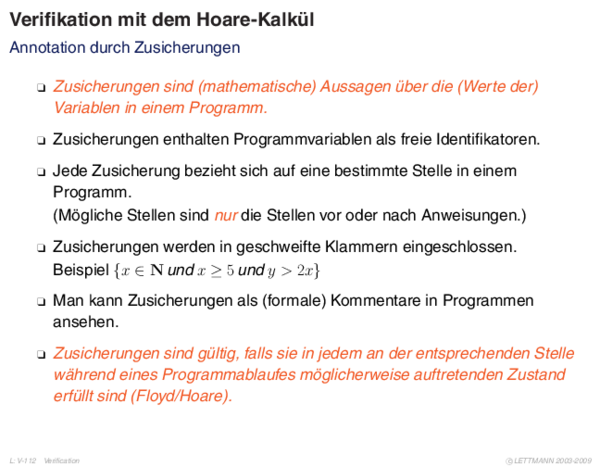 Verifikation mit dem Hoare-Kalkül
Annotation durch Zusicherungen
❑ Zusicherungen sind (mathematische) Aussagen über die (Werte der)
Variablen in einem Programm.
❑ Zusicherungen enthalten Programmvariablen als freie Identifikatoren.
❑ Jede Zusicherung bezieht sich auf eine bestimmte Stelle in einem
Programm.
(Mögliche Stellen sind nur die Stellen vor oder nach Anweisungen.)
❑ Zusicherungen werden in geschweifte Klammern eingeschlossen.
Beispiel {x ∈ N und x ≥ 5 und y > 2x}
❑ Man kann Zusicherungen als (formale) Kommentare in Programmen
ansehen.
❑ Zusicherungen sind gültig, falls sie in jedem an der entsprechenden Stelle
während eines Programmablaufes möglicherweise auftretenden Zustand
erfüllt sind (Floyd/Hoare).
L: V-112 Verification © LETTMANN 2003-2009